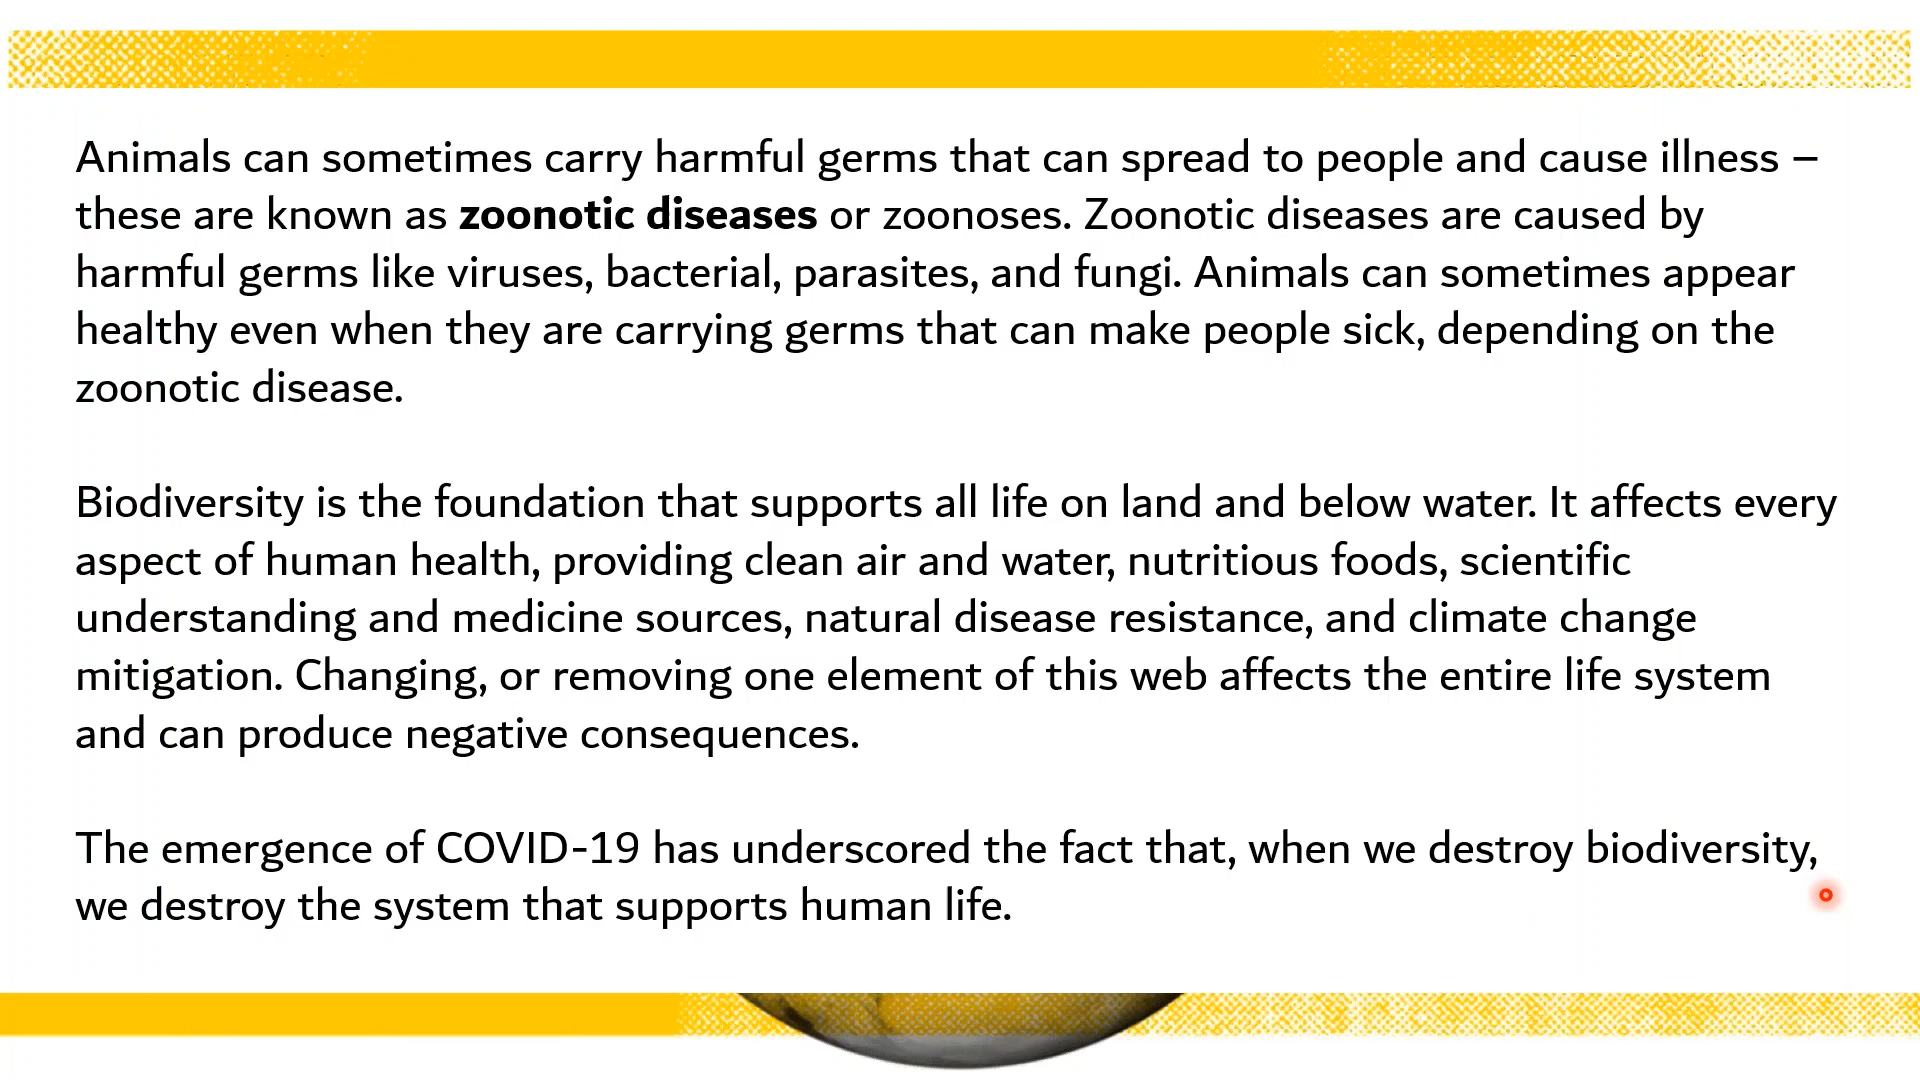 Animals can sometimes carry harmful germs that can spread to people and cause illness –
these are known as zoonotic diseases or zoonoses. Zoonotic diseases are caused by
harmful germs like viruses, bacterial, parasites, and fungi. Animals can sometimes appear
healthy even when they are carrying germs that can make people sick, depending on the
zoonotic disease.
Biodiversity is the foundation that supports all life on land and below water. It affects every
aspect of human health, providing clean air and water, nutritious foods, scientific
understanding and medicine sources, natural disease resistance, and climate change
mitigation. Changing, or removing one element of this web affects the entire life system
and can produce negative consequences.
The emergence of COVID-19 has underscored the fact that, when we destroy biodiversity,
we destroy the system that supports human life.